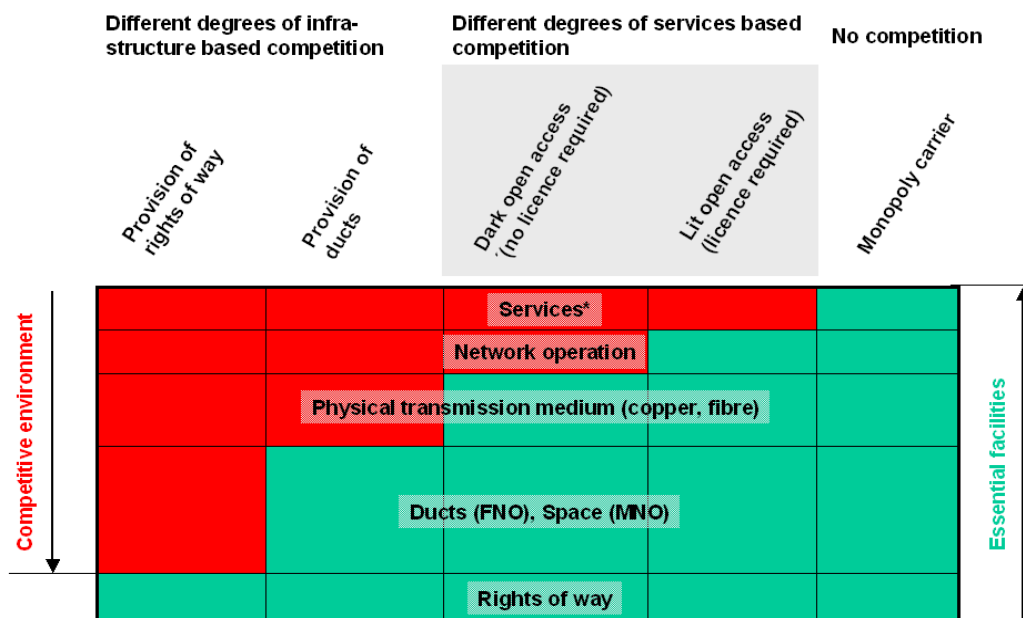 Different degrees of infra-
structure based competition
Different degrees of services based
competition
No competition
Provision of
rights of way
Provision of
ducts
Dark open access
´(no licence required)
Lit open access
(licence required)
Monopoly carrier
Competitive environment
Services*
Network operation
Physical transmission medium (copper, fibre)
Ducts (FNO), Space (MNO)
Rights of way
Essential facilities